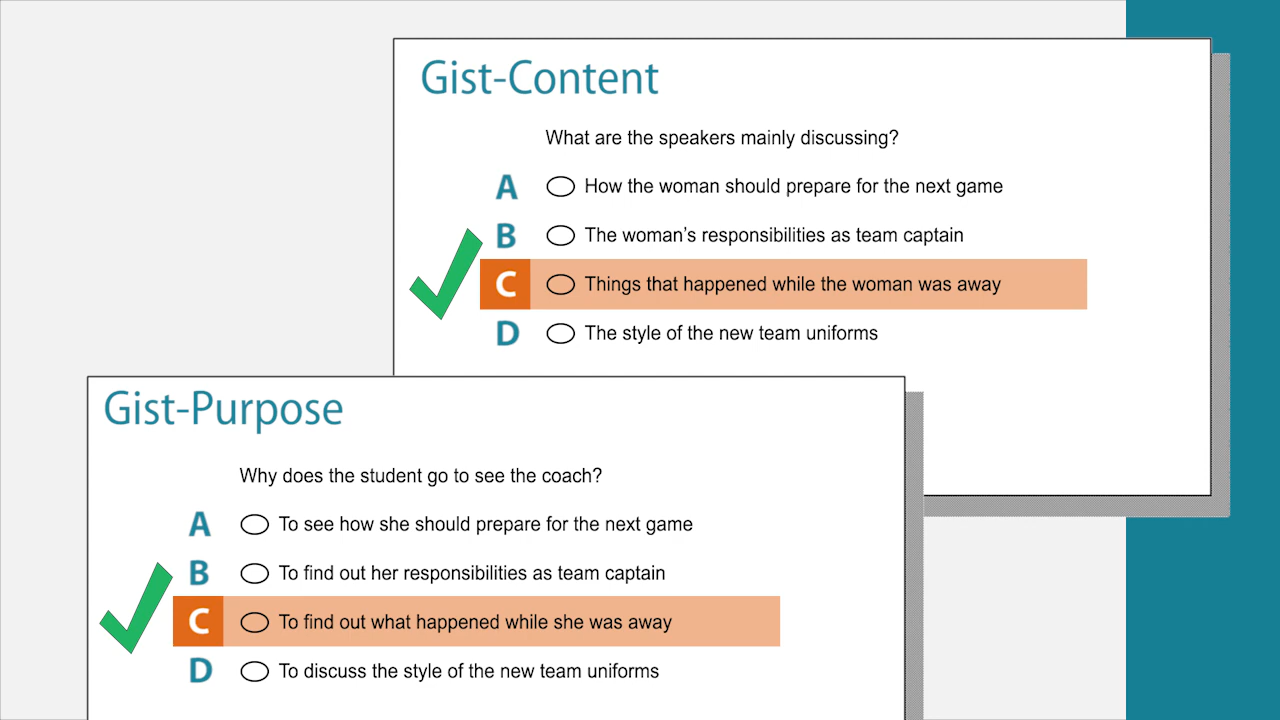 Gist-Content
What are the speakers mainly discussing?
A How the woman should prepare for the next game
B The woman's responsibilities as team captain
C Things that happened while the woman was away
D The style of the new team uniforms
Gist-Purpose
Why does the student go to see the coach?
A To see how she should prepare for the next game
B To find out her responsibilities as team captain
C To find out what happened while she was away
D To discuss the style of the new team uniforms